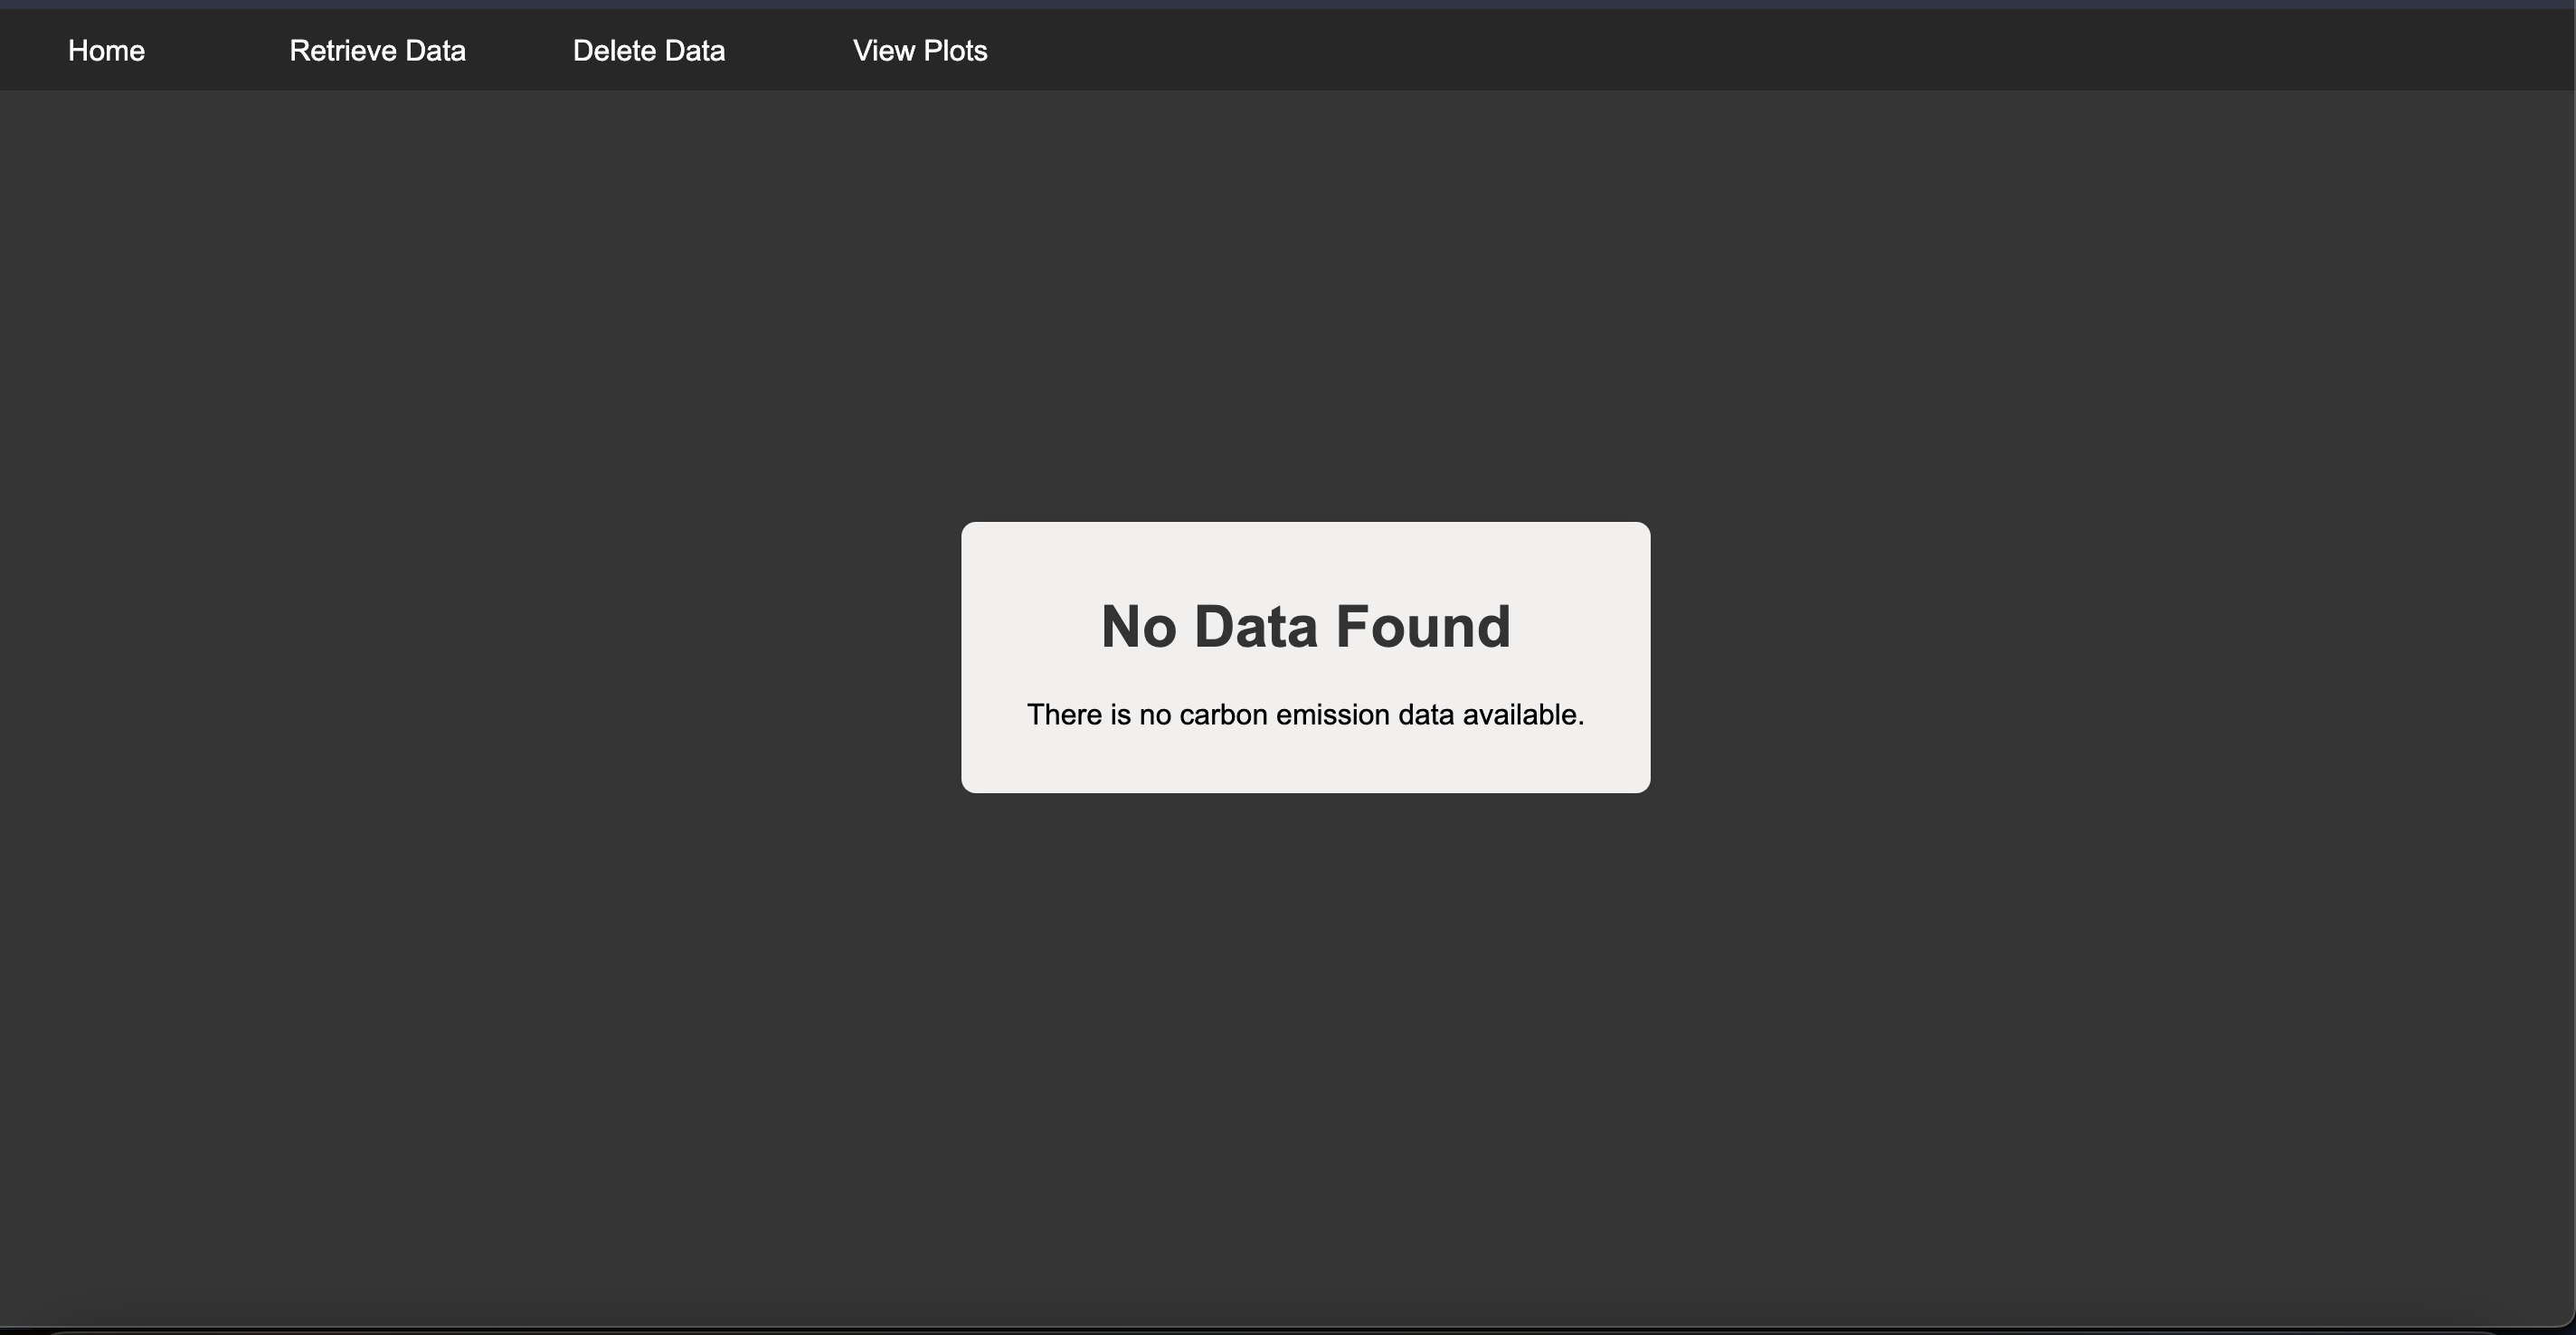 Home Retrieve Data Delete Data View Plots
No Data Found
There is no carbon emission data available.